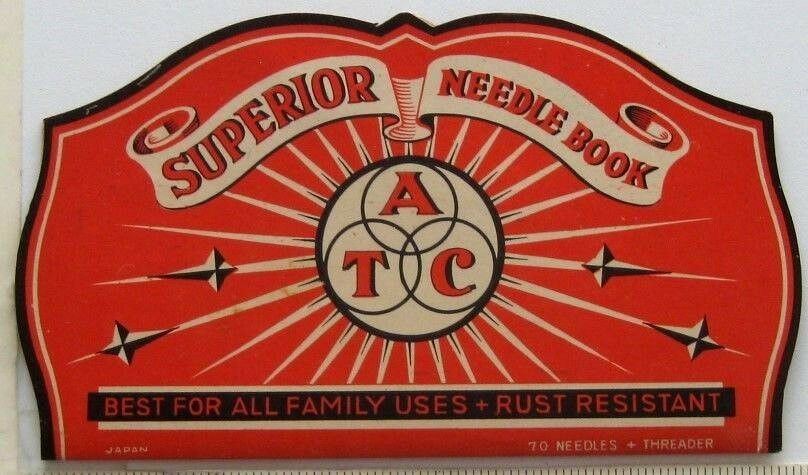 SUPERIOR NEEDLE BOOK
A
T C
BEST FOR ALL FAMILY USES + RUST RESISTANT
JAPAN
70 NEEDLES + THREADER